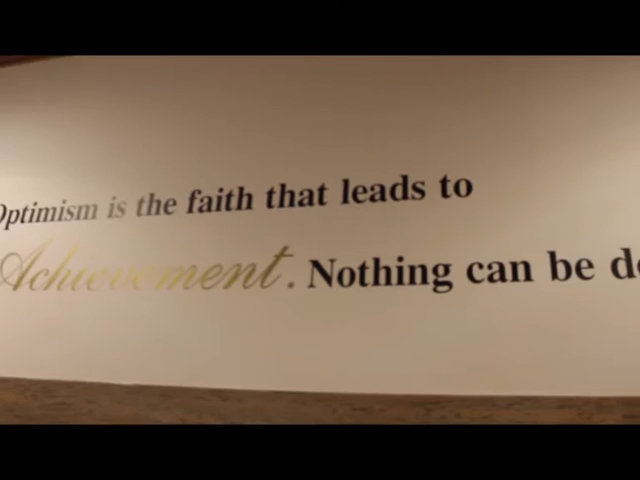 Optimism is the faith that leads to
Achievement. Nothing can be